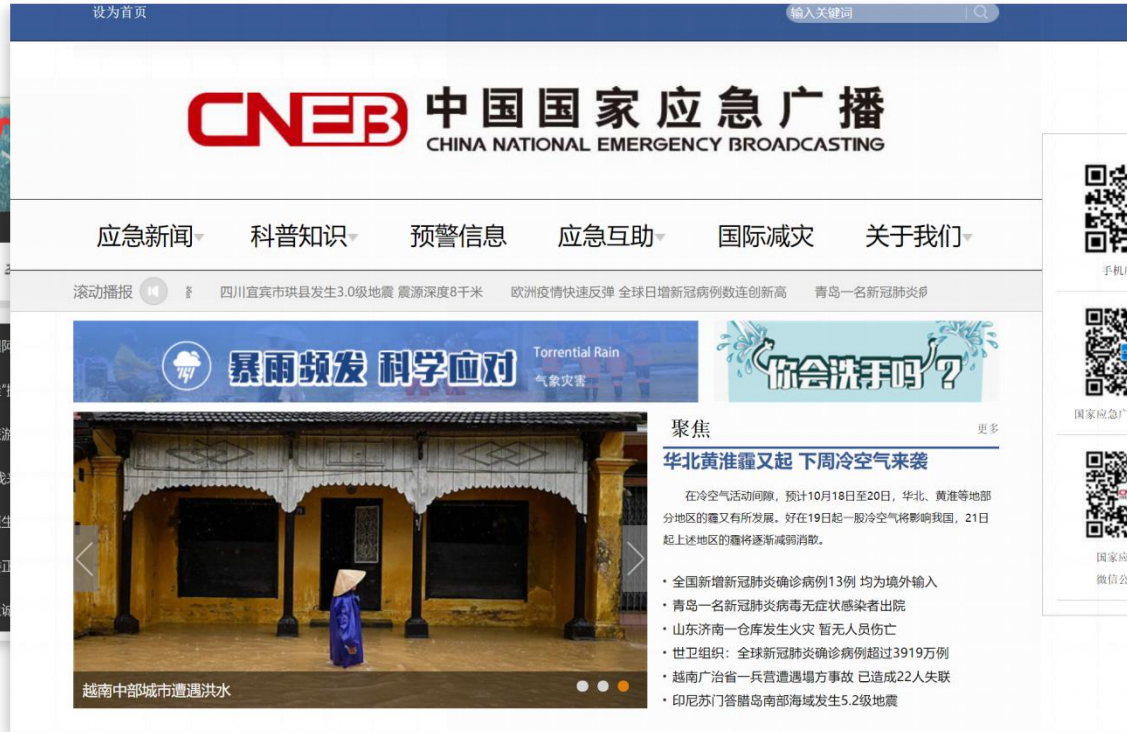 设为首页
输入关键词
CNEB 中国国家应急广播
CHINA NATIONAL EMERGENCY BROADCASTING
应急新闻 科普知识 预警信息 应急互助 国际减灾 关于我们
滚动播报 四川宜宾市珙县发生3.0级地震 震源深度8千米 欧洲疫情快速反弹 全球日增新冠病例数连创新高 青岛一名新冠肺炎
暴雨频发 科学应对
Torrential Rain
气象灾害
你会洗手吗?
聚焦
更多
华北黄淮霾又起 下周冷空气来袭
在冷空气活动间隙，预计10月18日至20日，华北、黄淮等地部
分地区的霾又有所发展。好在19日起一股冷空气将影响我国，21日
起上述地区的霾将逐渐减弱消散。
· 全国新增新冠肺炎确诊病例13例 均为境外输入
· 青岛一名新冠肺炎病毒无症状感染者出院
· 山东济南一仓库发生火灾 暂无人员伤亡
· 世卫组织：全球新冠肺炎确诊病例超过3919万例
· 越南广治省一兵营遭遇塌方事故 已造成22人失联
· 印尼苏门答腊岛南部海域发生5.2级地震
越南中部城市遭遇洪水
手机
国家应急广
国家应
微信公